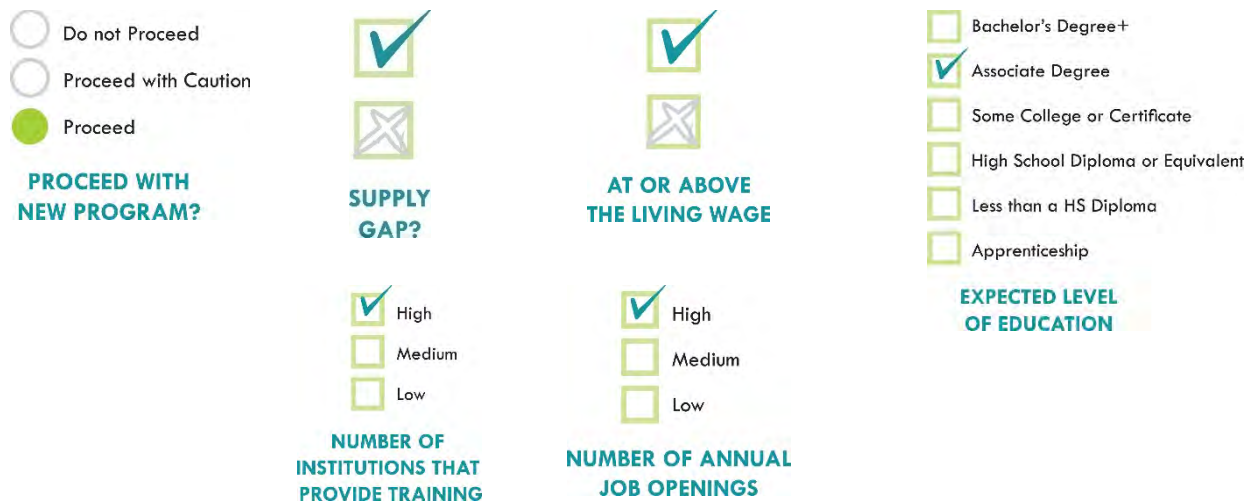 Do not Proceed
Proceed with Caution
Proceed
PROCEED WITH
NEW PROGRAM?
SUPPLY
GAP?
AT OR ABOVE
THE LIVING WAGE
Bachelor's Degree+
Associate Degree
Some College or Certificate
High School Diploma or Equivalent
Less than a HS Diploma
Apprenticeship
EXPECTED LEVEL
OF EDUCATION
High
Medium
Low
NUMBER OF
INSTITUTIONS THAT
PROVIDE TRAINING
High
Medium
Low
NUMBER OF ANNUAL
JOB OPENINGS